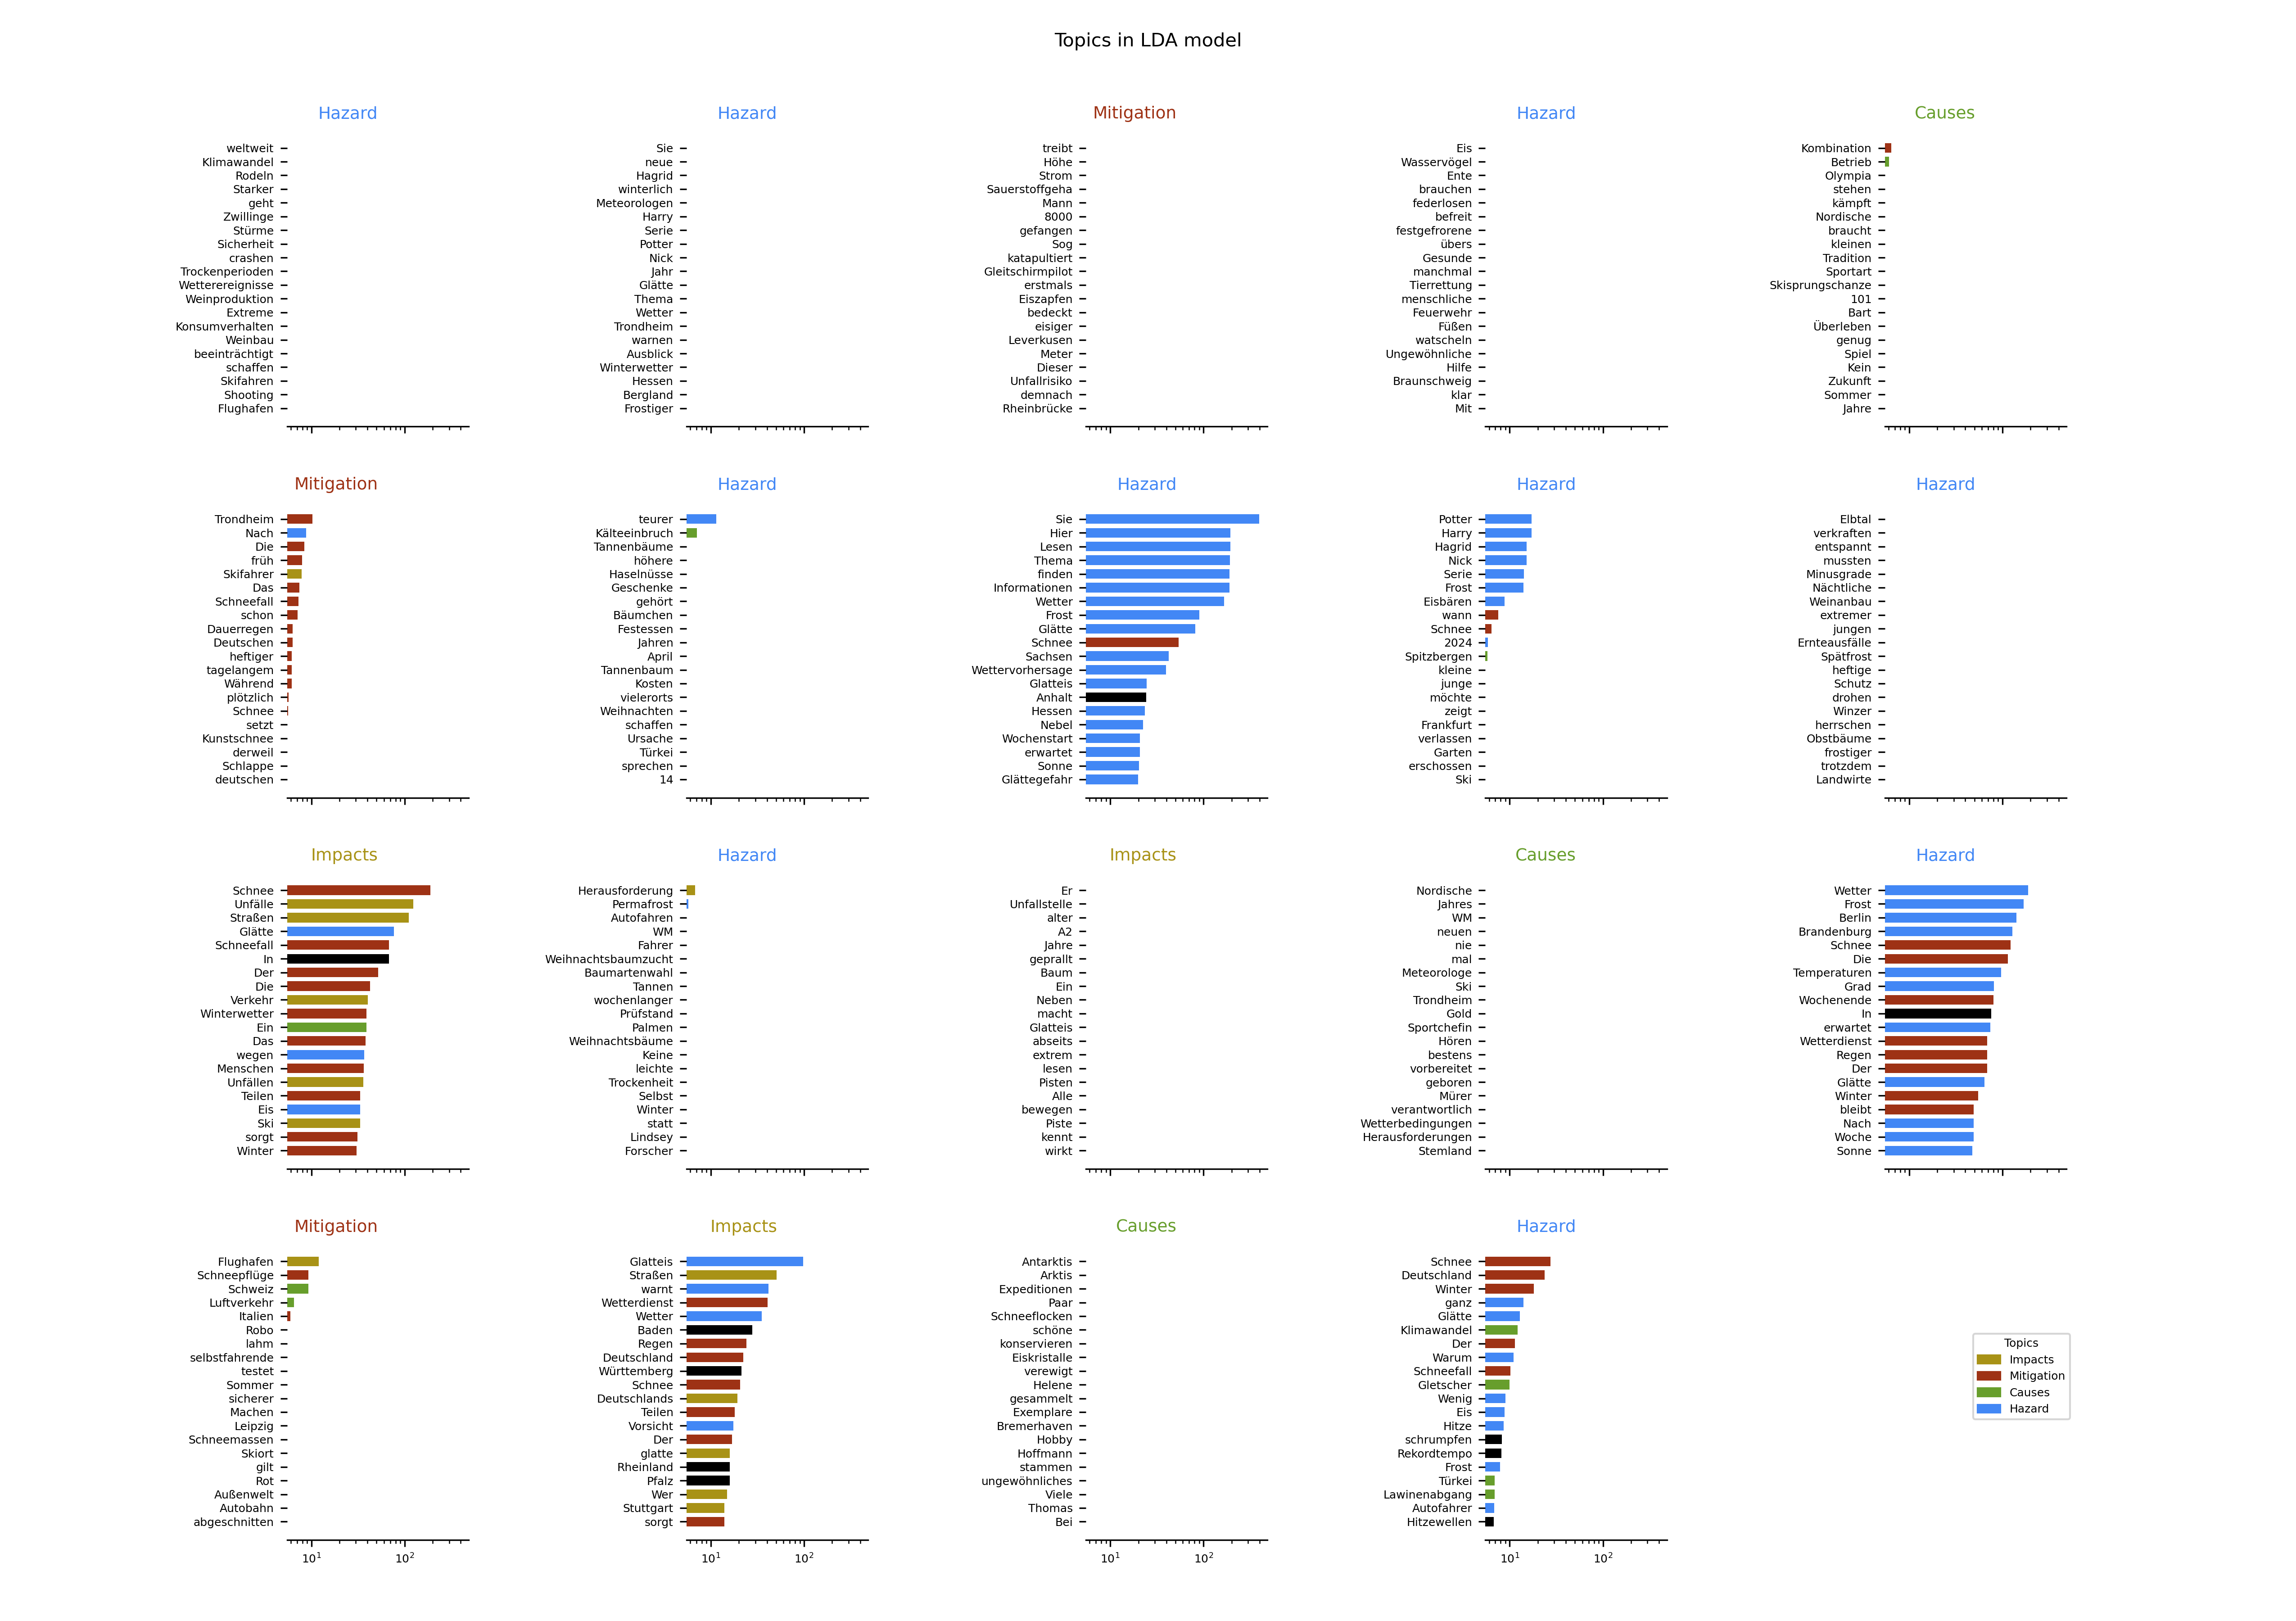 Topics in LDA model
Hazard
weltweit
Klimawandel
Rodeln
Starker
geht
Zwillinge
Stürme
Sicherheit
crashen
Trockenperioden
Wetterereignisse
Weinproduktion
Extreme
Konsumverhalten
Weinbau
beeinträchtigt
schaffen
Skifahren
Shooting
Flughafen
Hazard
Sie
neue
Hagrid
winterlich
Meteorologen
Harry
Serie
Potter
Nick
Jahr
Glätte
Thema
Wetter
Trondheim
warnen
Ausblick
Winterwetter
Hessen
Bergland
Frostiger
Mitigation
treibt
Höhe
Strom
Sauerstoffgeha
Mann
8000
gefangen
Sog
katapultiert
Gleitschirmpilot
erstmals
Eiszapfen
bedeckt
eisiger
Leverkusen
Meter
Dieser
Unfallrisiko
demnach
Rheinbrücke
Hazard
Eis
Wasservögel
Ente
brauchen
federlosen
befreit
festgefrorene
übers
Gesunde
manchmal
Tierrettung
menschliche
Feuerwehr
Füßen
watscheln
Ungewöhnliche
Hilfe
Braunschweig
klar
Mit
Causes
Kombination
Betrieb
Olympia
stehen
kämpft
Nordische
braucht
kleinen
Tradition
Sportart
Skisprungschanze
101
Bart
Überleben
genug
Spiel
Kein
Zukunft
Sommer
Jahre
Mitigation
Trondheim
Nach
Die
früh
Skifahrer
Das
Schneefall
schon
Dauerregen
Deutschen
heftiger
tagelangem
Während
plötzlich
Schnee
setzt
Kunstschnee
derweil
Schlappe
deutschen
Hazard
teurer
Kälteeinbruch
Tannenbäume
höhere
Haselnüsse
Geschenke
gehört
Bäumchen
Festessen
Jahren
April
Tannenbaum
Kosten
vielerorts
Weihnachten
schaffen
Ursache
Türkei
sprechen
14
Hazard
Sie
Hier
Lesen
Thema
finden
Informationen
Wetter
Frost
Glätte
Schnee
Sachsen
Wettervorhersage
Glatteis
Anhalt
Hessen
Nebel
Wochenstart
erwartet
Sonne
Glättegefahr
Hazard
Potter
Harry
Hagrid
Nick
Serie
Frost
Eisbären
wann
Schnee
2024
Spitzbergen
kleine
junge
möchte
zeigt
Frankfurt
verlassen
Garten
erschossen
Ski
Hazard
Elbtal
verkraften
entspannt
mussten
Minusgrade
Nächtliche
Weinanbau
extremer
jungen
Ernteausfälle
Spätfrost
heftige
Schutz
drohen
Winzer
herrschen
Obstbäume
frostiger
trotzdem
Landwirte
Impacts
Schnee
Unfälle
Straßen
Glätte
Schneefall
In
Der
Die
Verkehr
Winterwetter
Ein
Das
wegen
Menschen
Unfällen
Teilen
Eis
Ski
sorgt
Winter
Hazard
Herausforderung
Permafrost
Autofahren
WM
Fahrer
Weihnachtsbaumzucht
Baumartenwahl
Tannen
wochenlanger
Prüfstand
Palmen
Weihnachtsbäume
Keine
leichte
Trockenheit
Selbst
Winter
statt
Lindsey
Forscher
Impacts
Er
Unfallstelle
alter
A2
Jahre
geprallt
Baum
Ein
Neben
macht
Glatteis
abseits
extrem
lesen
Pisten
Alle
bewegen
Piste
kennt
wirkt
Causes
Nordische
Jahres
WM
neuen
nie
mal
Meteorologe
Ski
Trondheim
Gold
Sportchefin
Hören
bestens
vorbereitet
geboren
Mürer
verantwortlich
Wetterbedingungen
Herausforderungen
Stemland
Hazard
Wetter
Frost
Berlin
Brandenburg
Schnee
Die
Temperaturen
Grad
Wochenende
In
erwartet
Wetterdienst
Regen
Der
Glätte
Winter
bleibt
Nach
Woche
Sonne
Mitigation
Flughafen
Schneepflüge
Schweiz
Luftverkehr
Italien
Robo
lahm
selbstfahrende
testet
Sommer
sicherer
Machen
Leipzig
Schneemassen
Skiort
gilt
Rot
Außenwelt
Autobahn
abgeschnitten
10¹ 10²
Impacts
Glatteis
Straßen
warnt
Wetterdienst
Wetter
Baden
Regen
Deutschland
Württemberg
Schnee
Deutschlands
Teilen
Vorsicht
Der
glatte
Rheinland
Pfalz
Wer
Stuttgart
sorgt
10¹ 10²
Causes
Antarktis
Arktis
Expeditionen
Paar
Schneeflocken
schöne
konservieren
Eiskristalle
verewigt
Helene
gesammelt
Exemplare
Bremerhaven
Hobby
Hoffmann
stammen
ungewöhnliches
Viele
Thomas
Bei
10¹ 10²
Hazard
Schnee
Deutschland
Winter
ganz
Glätte
Klimawandel
Der
Warum
Schneefall
Gletscher
Wenig
Eis
Hitze
schrumpfen
Rekordtempo
Frost
Türkei
Lawinenabgang
Autofahrer
Hitzewellen
10¹ 10²
Topics
Impacts
Mitigation
Causes
Hazard